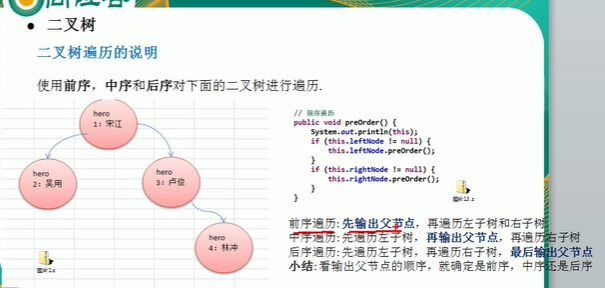 二叉树
二叉树遍历的说明
使用前序，中序和后序对下面的二叉树进行遍历.
hero
1：宋江
hero
2：吴用
hero
3：卢俊
hero
4：林冲
// 前序遍历
public void preOrder() {
System.out.println(this);
if (this.leftNode != null) {
this.leftNode.preOrder();
}
if (this.rightNode != null) {
this.rightNode.preOrder();
}
}
前序遍历: 先输出父节点，再遍历左子树和右子树
中序遍历: 先遍历左子树，再输出父节点，再遍历右子树
后序遍历: 先遍历左子树，再遍历右子树，最后输出父节点
小结: 看输出父节点的顺序，就确定是前序，中序还是后序